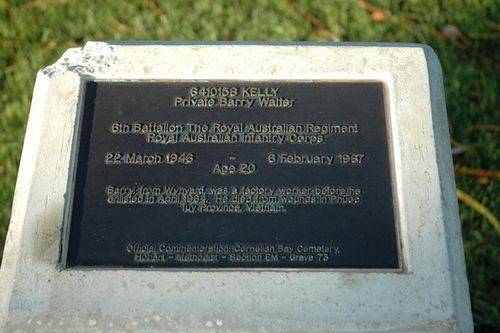 6410158 KELLY
Private Barry Walter
6th Battalion The Royal Australian Regiment
Royal Australian Infantry Corps
22 March 1946 - 6 February 1967
Age 20
Barry, from Wynyard, was a factory worker before he
enlisted in April 1964. He died from wounds in Phuoc
Tuy Province, Vietnam.
Official Commemoration: Cornelian Bay Cemetery,
Hobart - Methodist - Section EM - Grave 73